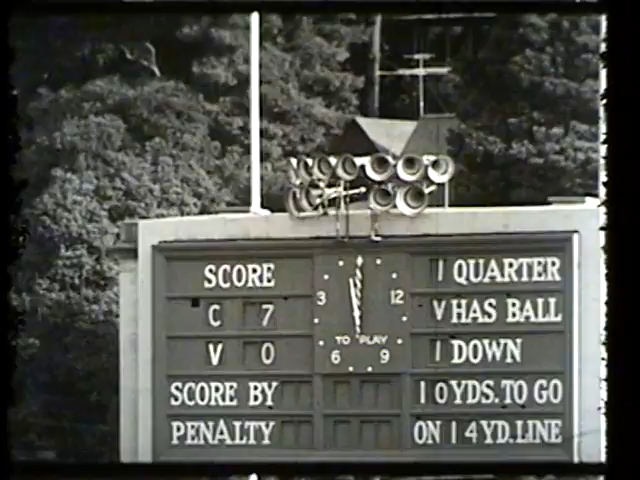 SCORE
C 7
V 0
SCORE BY
PENALTY
3 12
TO PLAY
6 9
1 QUARTER
V HAS BALL
1 DOWN
10 YDS. TO GO
ON 14 YD. LINE